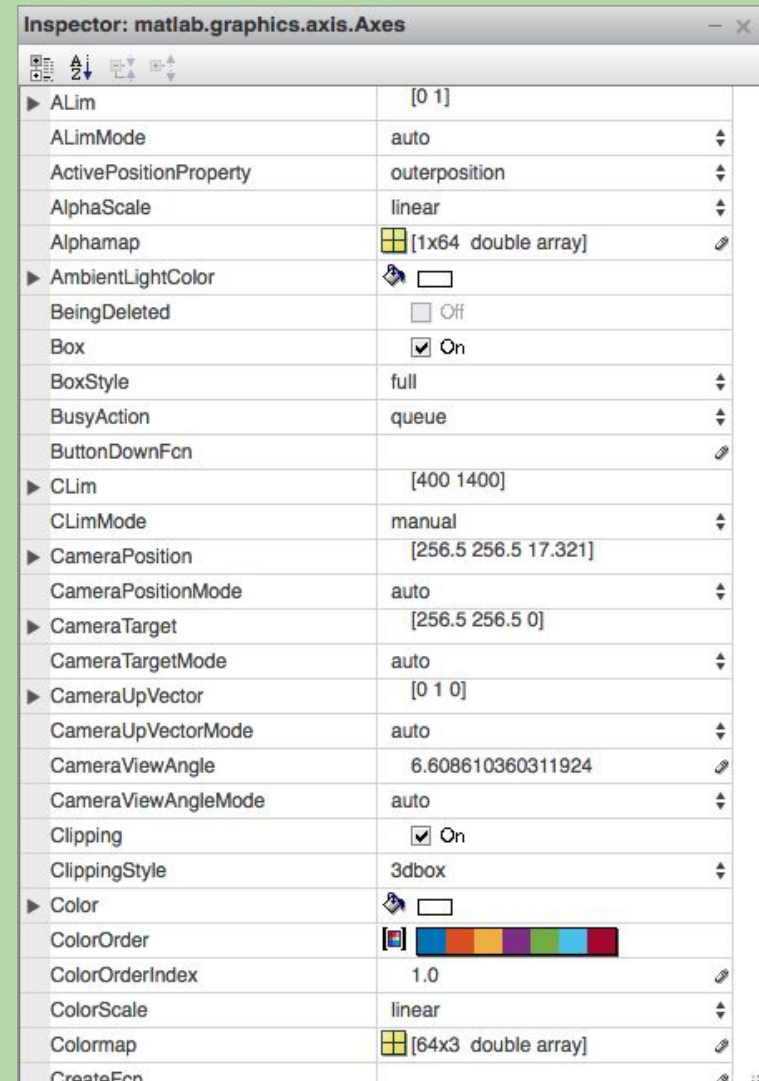 Inspector: matlab.graphics.axis.Axes
ALim [0 1]
ALimMode auto
ActivePositionProperty outerposition
AlphaScale linear
Alphamap [1x64 double array]
AmbientLightColor
BeingDeleted Off
Box On
BoxStyle full
BusyAction queue
ButtonDownFcn
CLim [400 1400]
CLimMode manual
CameraPosition [256.5 256.5 17.321]
CameraPositionMode auto
CameraTarget [256.5 256.5 0]
CameraTargetMode auto
CameraUpVector [0 1 0]
CameraUpVectorMode auto
CameraViewAngle 6.608610360311924
CameraViewAngleMode auto
Clipping On
ClippingStyle 3dbox
Color
ColorOrder
ColorOrderIndex 1.0
ColorScale linear
Colormap [64x3 double array]
CreateFcn